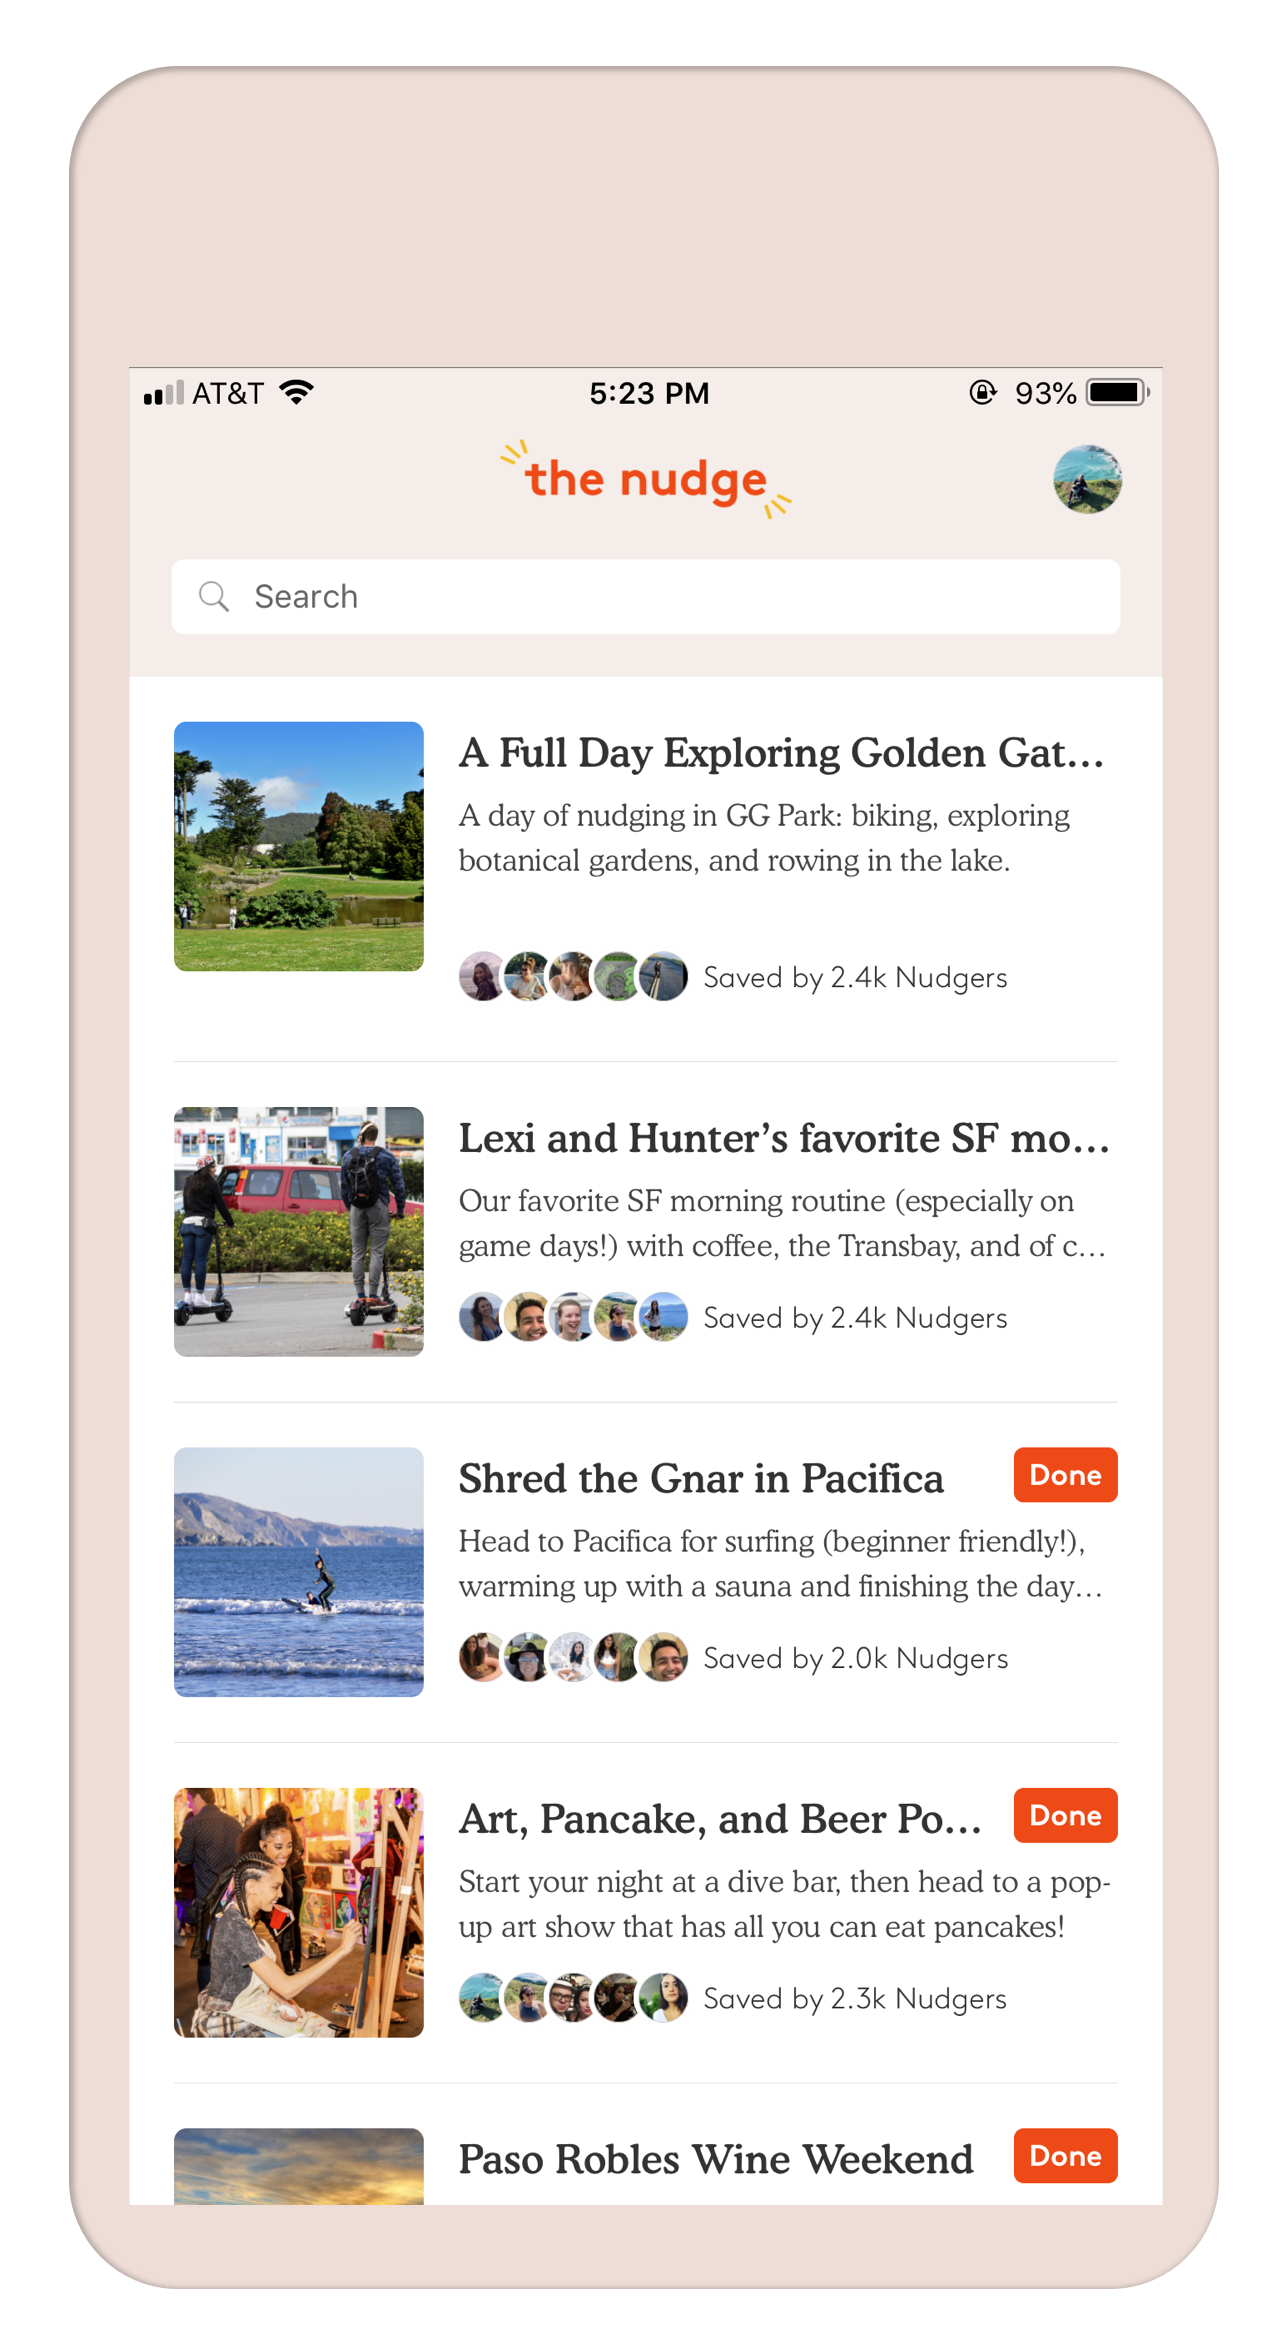 AT&T 5:23 PM 93%
the nudge
Search
A Full Day Exploring Golden Gat...
A day of nudging in GG Park: biking, exploring
botanical gardens, and rowing in the lake.
Saved by 2.4k Nudgers
Lexi and Hunter’s favorite SF mo...
Our favorite SF morning routine (especially on
game days!) with coffee, the Transbay, and of c...
Saved by 2.4k Nudgers
Shred the Gnar in Pacifica
Done
Head to Pacifica for surfing (beginner friendly!),
warming up with a sauna and finishing the day...
Saved by 2.0k Nudgers
Art, Pancake, and Beer Po...
Done
Start your night at a dive bar, then head to a pop-
up art show that has all you can eat pancakes!
Saved by 2.3k Nudgers
Paso Robles Wine Weekend
Done